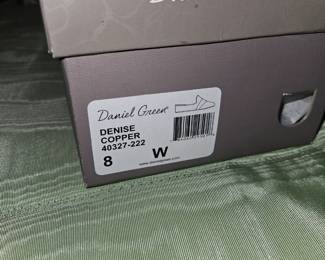 Daniel Green®
DENISE
COPPER
40327-222
8 W